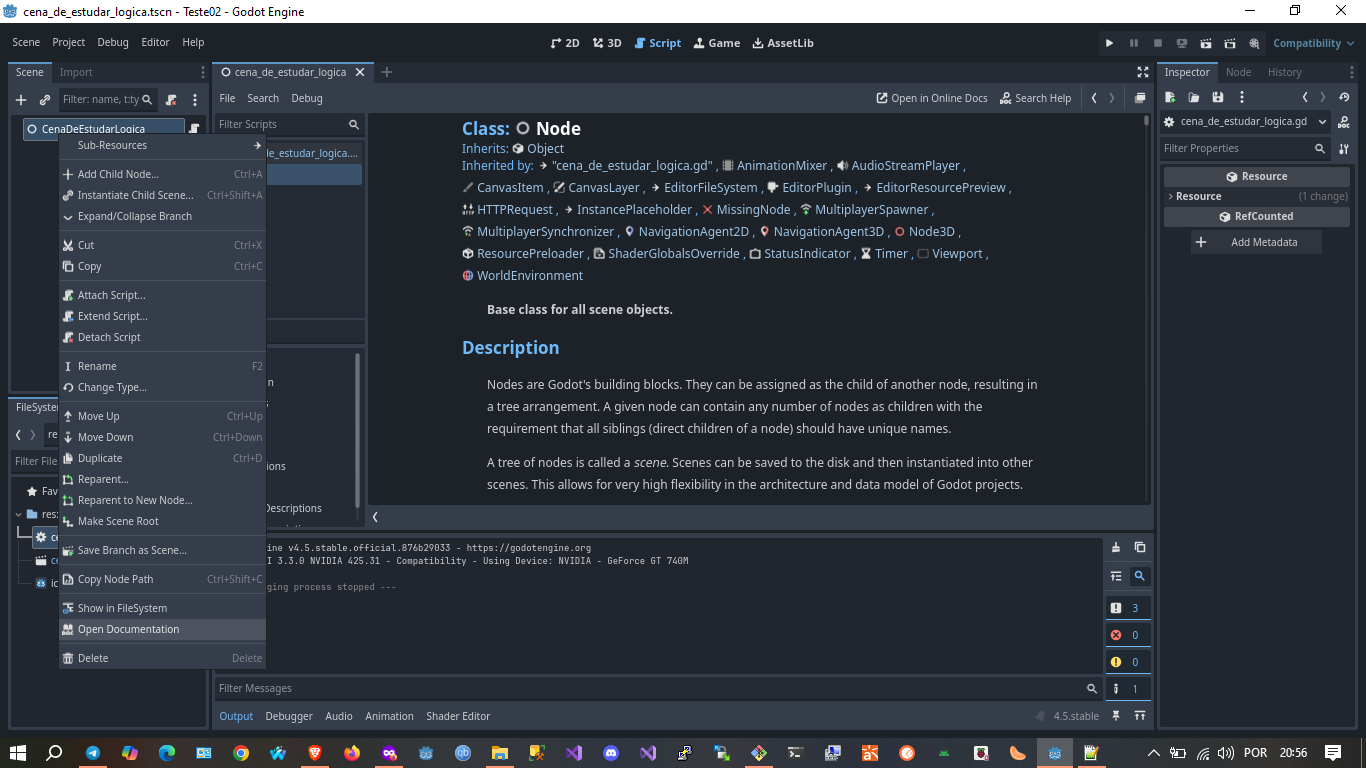 cena_de_estudar_logica.tscn - Teste02 - Godot Engine
Scene Project Debug Editor Help
2D 3D Script Game AssetLib
Compatibility
Scene Import
Filter: name, t:ty
CenaDeEstudarLogica
Sub-Resources
Add Child Node... Ctrl+A
Instantiate Child Scene... Ctrl+Shift+A
Expand/Collapse Branch
Cut Ctrl+X
Copy Ctrl+C
Attach Script...
Extend Script...
Detach Script
Rename F2
Change Type...
Move Up Ctrl+Up
Move Down Ctrl+Down
Duplicate Ctrl+D
Reparent...
Reparent to New Node...
Make Scene Root
Save Branch as Scene...
Copy Node Path Ctrl+Shift+C
Show in FileSystem
Open Documentation
Delete Delete
FileSystem
re
Filter File
Fav
res:
ce
ce
ic
cena_de_estudar_logica
File Search Debug
Open in Online Docs Search Help
Filter Scripts
le_estudar_logica....
n
s
ions
Descriptions
Class: Node
Inherits: Object
Inherited by: "cena_de_estudar_logica.gd" , AnimationMixer , AudioStreamPlayer ,
CanvasItem , CanvasLayer , EditorFileSystem , EditorPlugin , EditorResourcePreview ,
HTTPRequest , InstancePlaceholder , MissingNode , MultiplayerSpawner ,
MultiplayerSynchronizer , NavigationAgent2D , NavigationAgent3D , Node3D ,
ResourcePreloader , ShaderGlobalsOverride , StatusIndicator , Timer , Viewport ,
WorldEnvironment
Base class for all scene objects.
Description
Nodes are Godot's building blocks. They can be assigned as the child of another node, resulting in
a tree arrangement. A given node can contain any number of nodes as children with the
requirement that all siblings (direct children of a node) should have unique names.
A tree of nodes is called a scene. Scenes can be saved to the disk and then instantiated into other
scenes. This allows for very high flexibility in the architecture and data model of Godot projects.
ine v4.5.stable.official.876b29033 - https://godotengine.org
I 3.3.0 NVIDIA 425.31 - Compatibility - Using Device: NVIDIA - GeForce GT 740M
ging process stopped ---
3
0
0
1
Filter Messages
Output Debugger Audio Animation Shader Editor
4.5.stable
Inspector Node History
cena_de_estudar_logica.gd
Filter Properties
Resource
Resource (1 change)
RefCounted
Add Metadata
POR 20:56